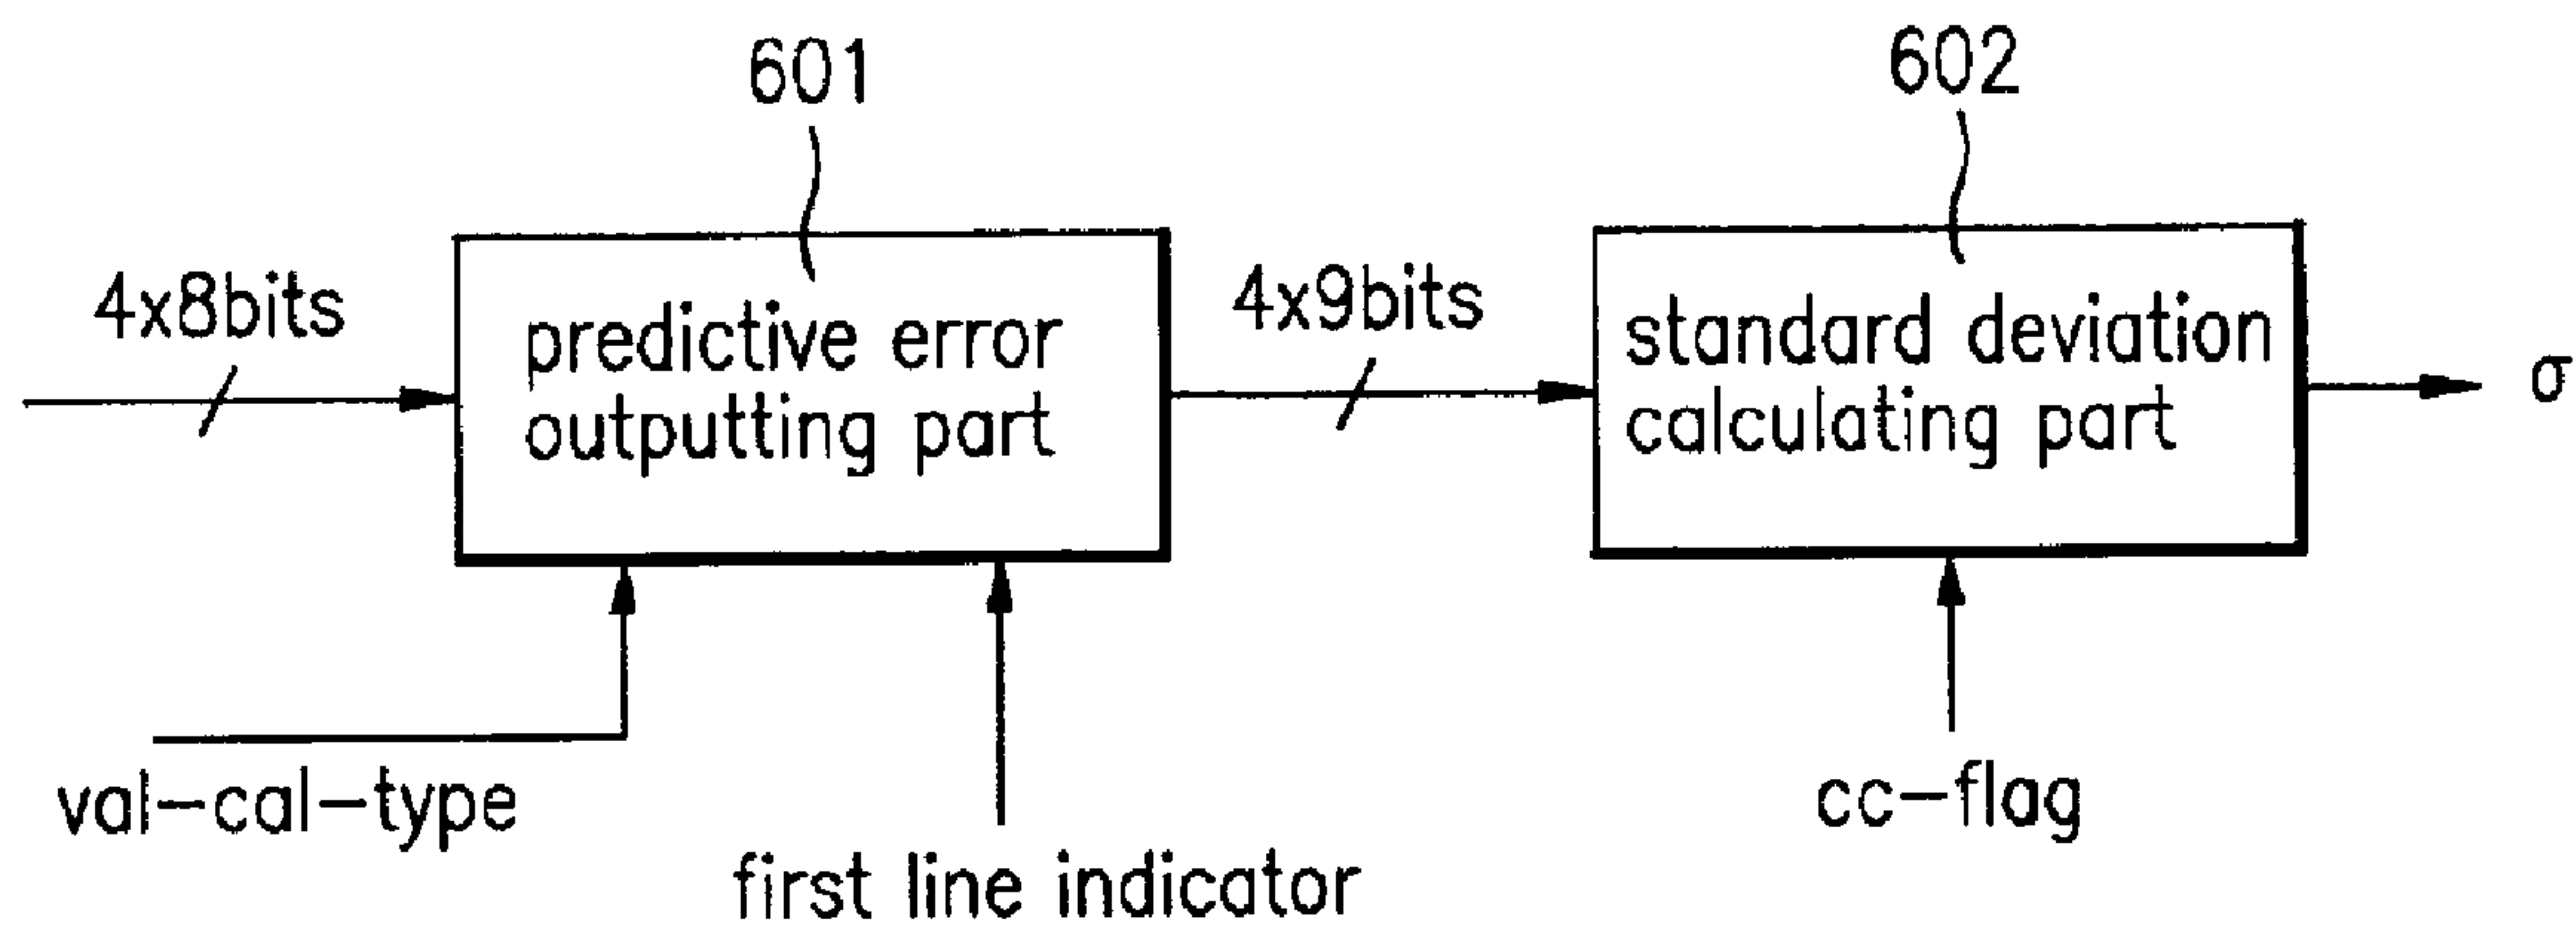 601
602
4x8bits
predictive error
outputting part
4x9bits
standard deviation
calculating part
σ
val-cal-type
first line indicator
cc-flag